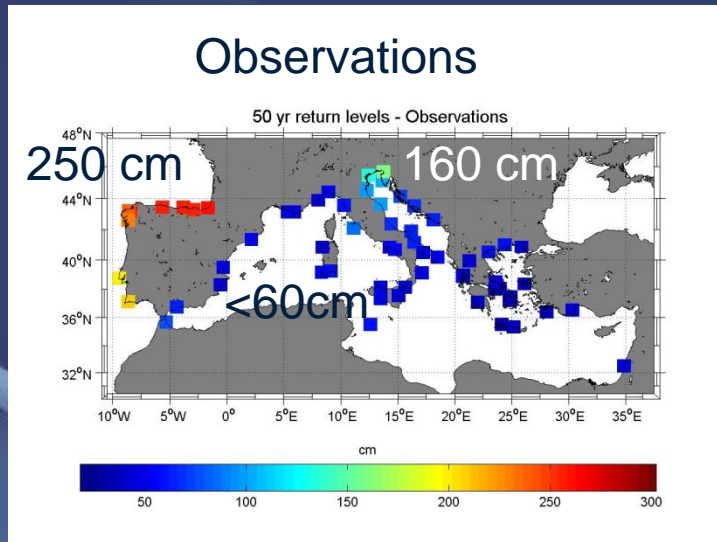 Observations
50 yr return levels - Observations
48°N
250 cm
160 cm
44°N
40°N
<60cm
36°N
32°N
10°W 5°W 0° 5°E 10°E 15°E 20°E 25°E 30°E 35°E
cm
50 100 150 200 250 300